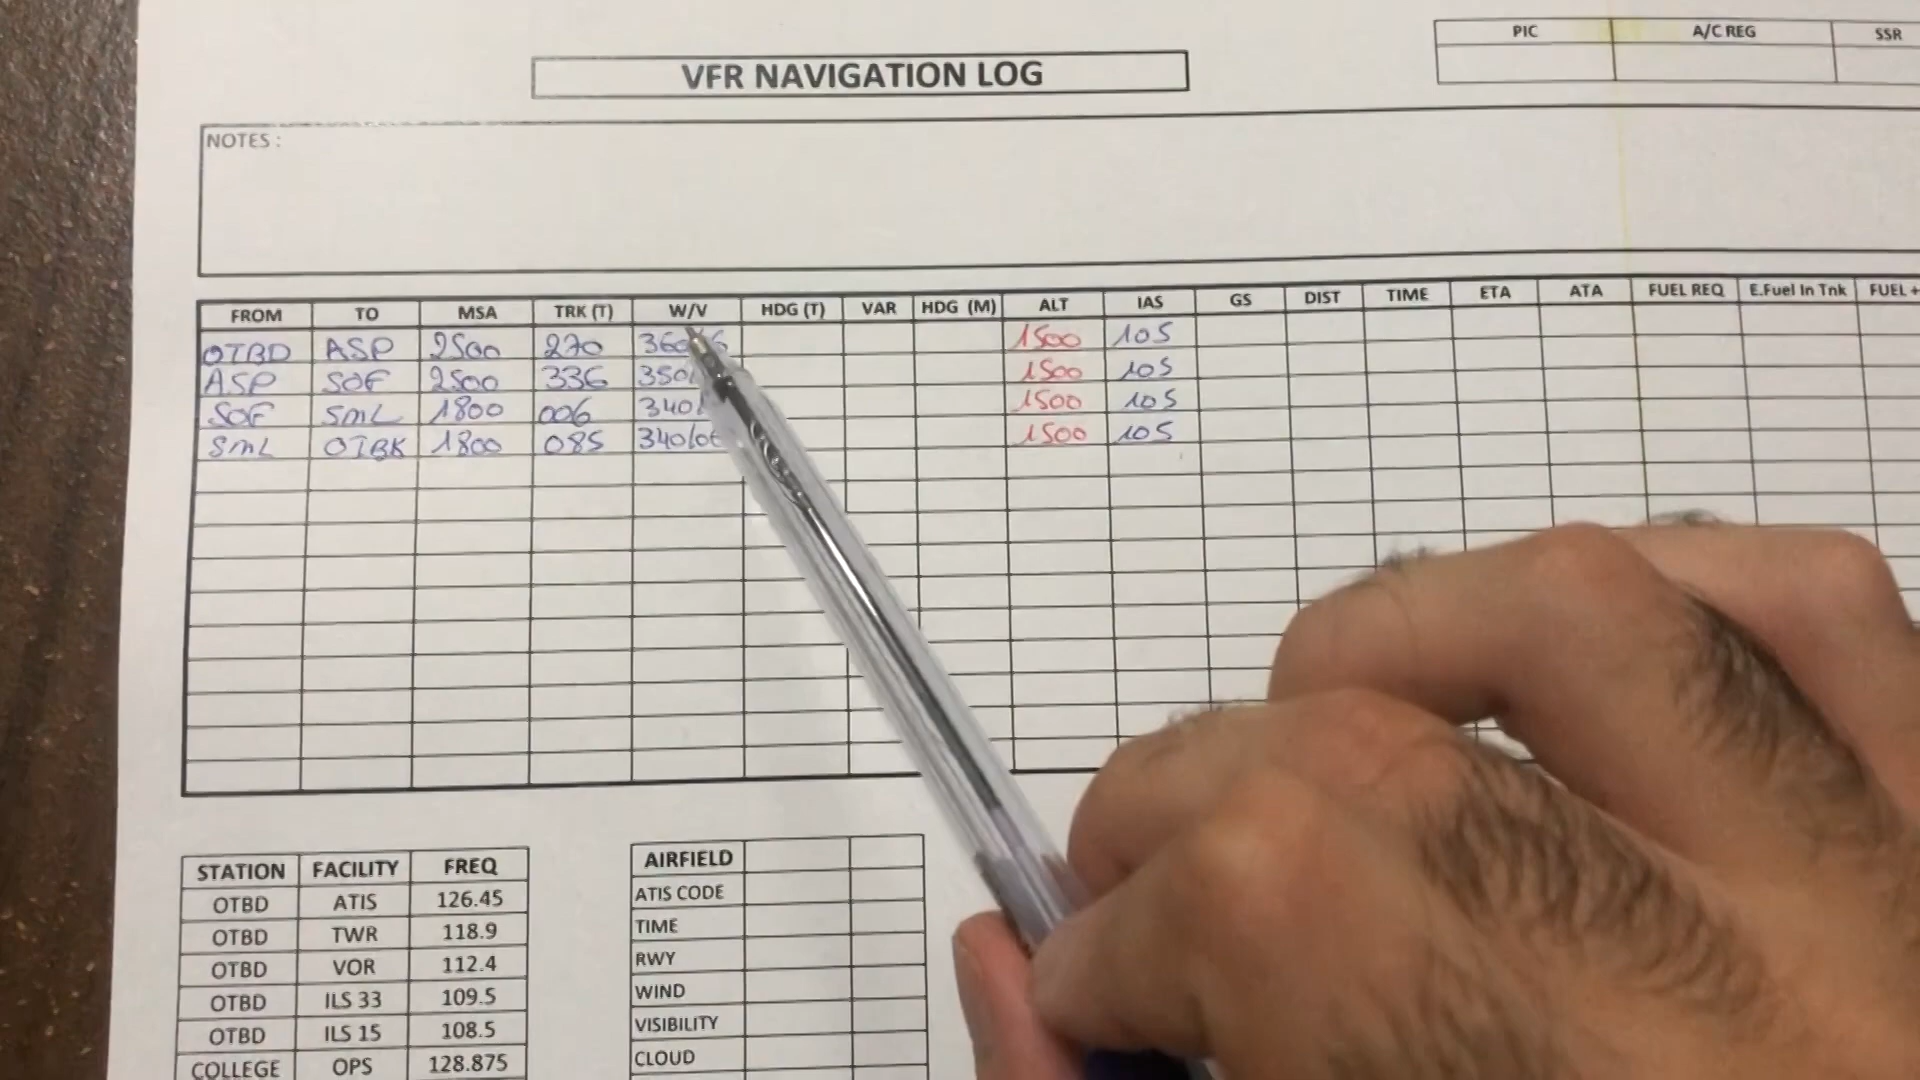 PIC A/C REG SSR
VFR NAVIGATION LOG
NOTES :
FROM TO MSA TRK (T) W/V HDG (T) VAR HDG (M) ALT IAS GS DIST TIME ETA ATA FUEL REQ E.Fuel In Tnk FUEL +
OTBD ASP 2500 270 1500 105
ASP SOF 2500 336 1500 105
SOF SML 1800 006 1500 105
SML OTBK 1800 085 340/06 1500 105
STATION FACILITY FREQ
OTBD ATIS 126.45
OTBD TWR 118.9
OTBD VOR 112.4
OTBD ILS 33 109.5
OTBD ILS 15 108.5
COLLEGE OPS 128.875
AIRFIELD
ATIS CODE
TIME
RWY
WIND
VISIBILITY
CLOUD